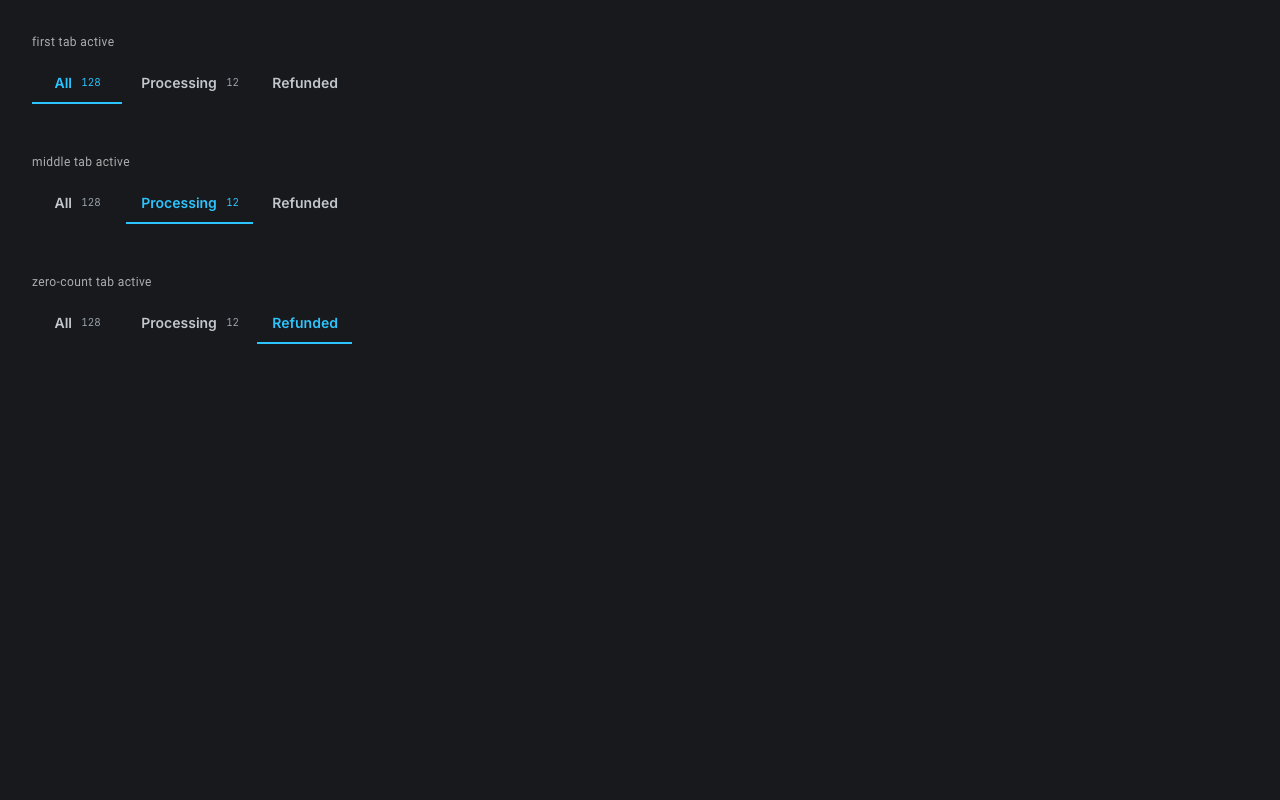 first tab active
All 128 Processing 12 Refunded
middle tab active
All 128 Processing 12 Refunded
zero-count tab active
All 128 Processing 12 Refunded